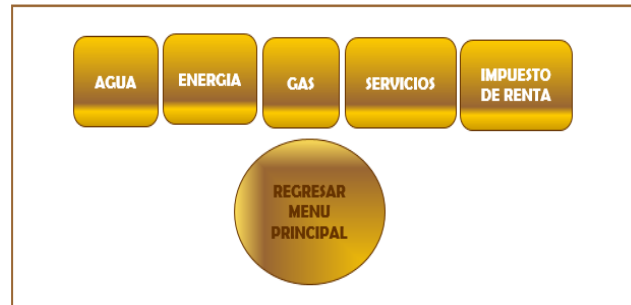 AGUA
ENERGIA
GAS
SERVICIOS
IMPUESTO
DE RENTA
REGRESAR
MENU
PRINCIPAL